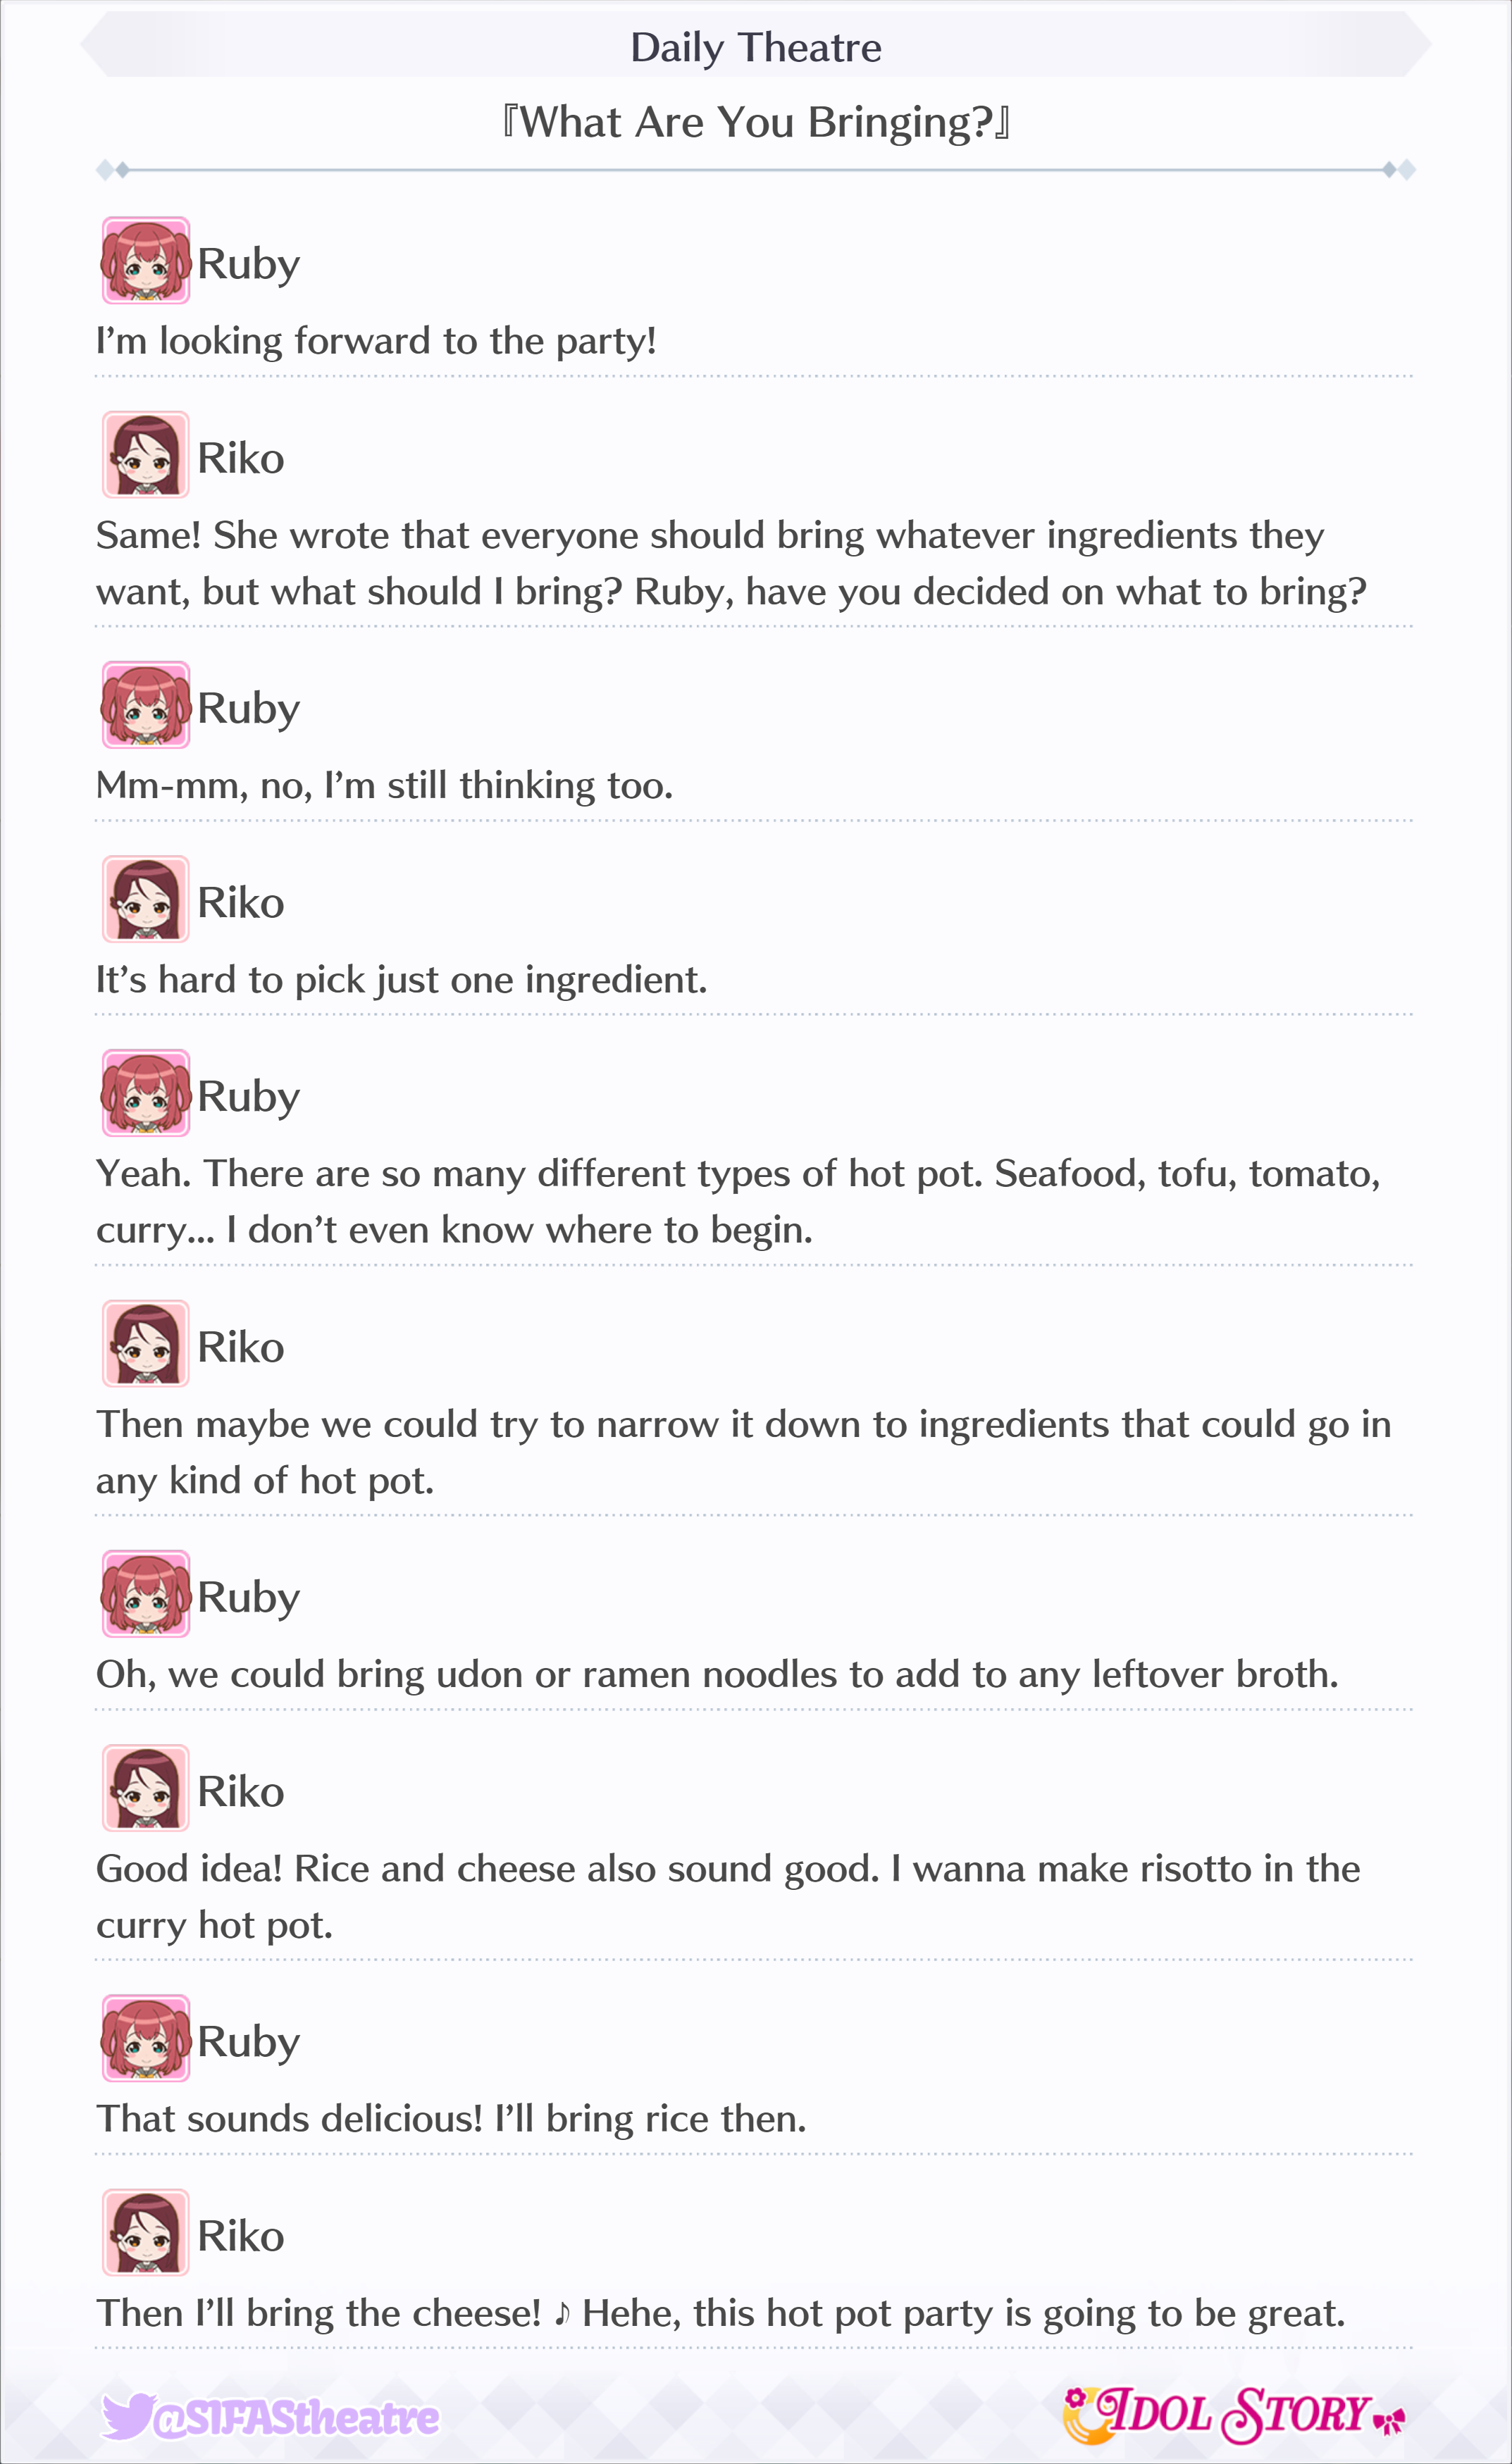 Daily Theatre
『What Are You Bringing?』
Ruby
I'm looking forward to the party!
Riko
Same! She wrote that everyone should bring whatever ingredients they
want, but what should I bring? Ruby, have you decided on what to bring?
Ruby
Mm-mm, no, I'm still thinking too.
Riko
It's hard to pick just one ingredient.
Ruby
Yeah. There are so many different types of hot pot. Seafood, tofu, tomato,
curry... I don't even know where to begin.
Riko
Then maybe we could try to narrow it down to ingredients that could go in
any kind of hot pot.
Ruby
Oh, we could bring udon or ramen noodles to add to any leftover broth.
Riko
Good idea! Rice and cheese also sound good. I wanna make risotto in the
curry hot pot.
Ruby
That sounds delicious! I'll bring rice then.
Riko
Then I'll bring the cheese! ♪ Hehe, this hot pot party is going to be great.
@SIFAStheatre
IDOL STORY